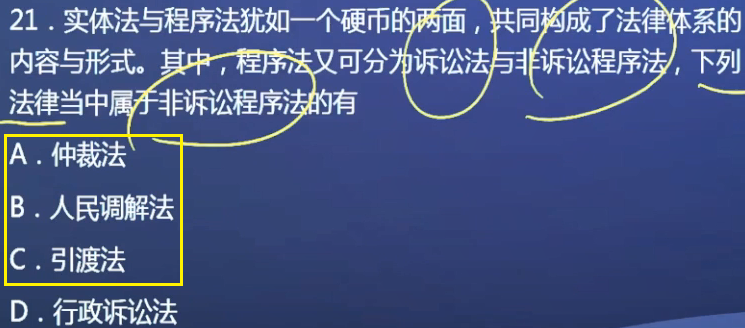 21．实体法与程序法犹如一个硬币的两面，共同构成了法律体系的
内容与形式。其中，程序法又可分为诉讼法与非诉讼程序法，下列
法律当中属于非诉讼程序法的有
A．仲裁法
B．人民调解法
C．引渡法
D．行政诉讼法